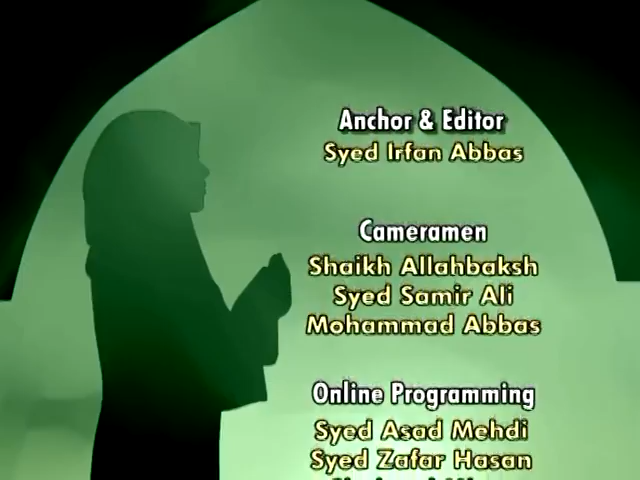 Anchor & Editor
Syed Irfan Abbas
Cameramen
Shaikh Allahbaksh
Syed Samir Ali
Mohammad Abbas
Online Programming
Syed Asad Mehdi
Syed Zafar Hasan